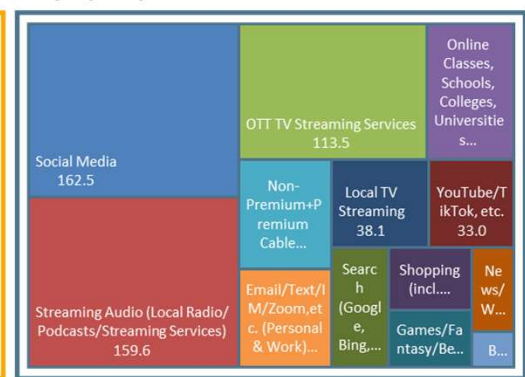 Social Media
162.5
Streaming Audio (Local Radio/
Podcasts/Streaming Services)
159.6
OTT TV Streaming Services
113.5
Online
Classes,
Schools,
Colleges,
Universitie
s...
Non-
Premium+P
remium
Cable...
Local TV
Streaming
38.1
YouTube/T
ikTok, etc.
33.0
Email/Text/I
M/Zoom,et
c. (Personal
& Work)...
Searc
h
(Googl
e,
Bing,...
Shopping
(incl....
Ne
ws/
W...
Games/Fa
ntasy/Be...
B...